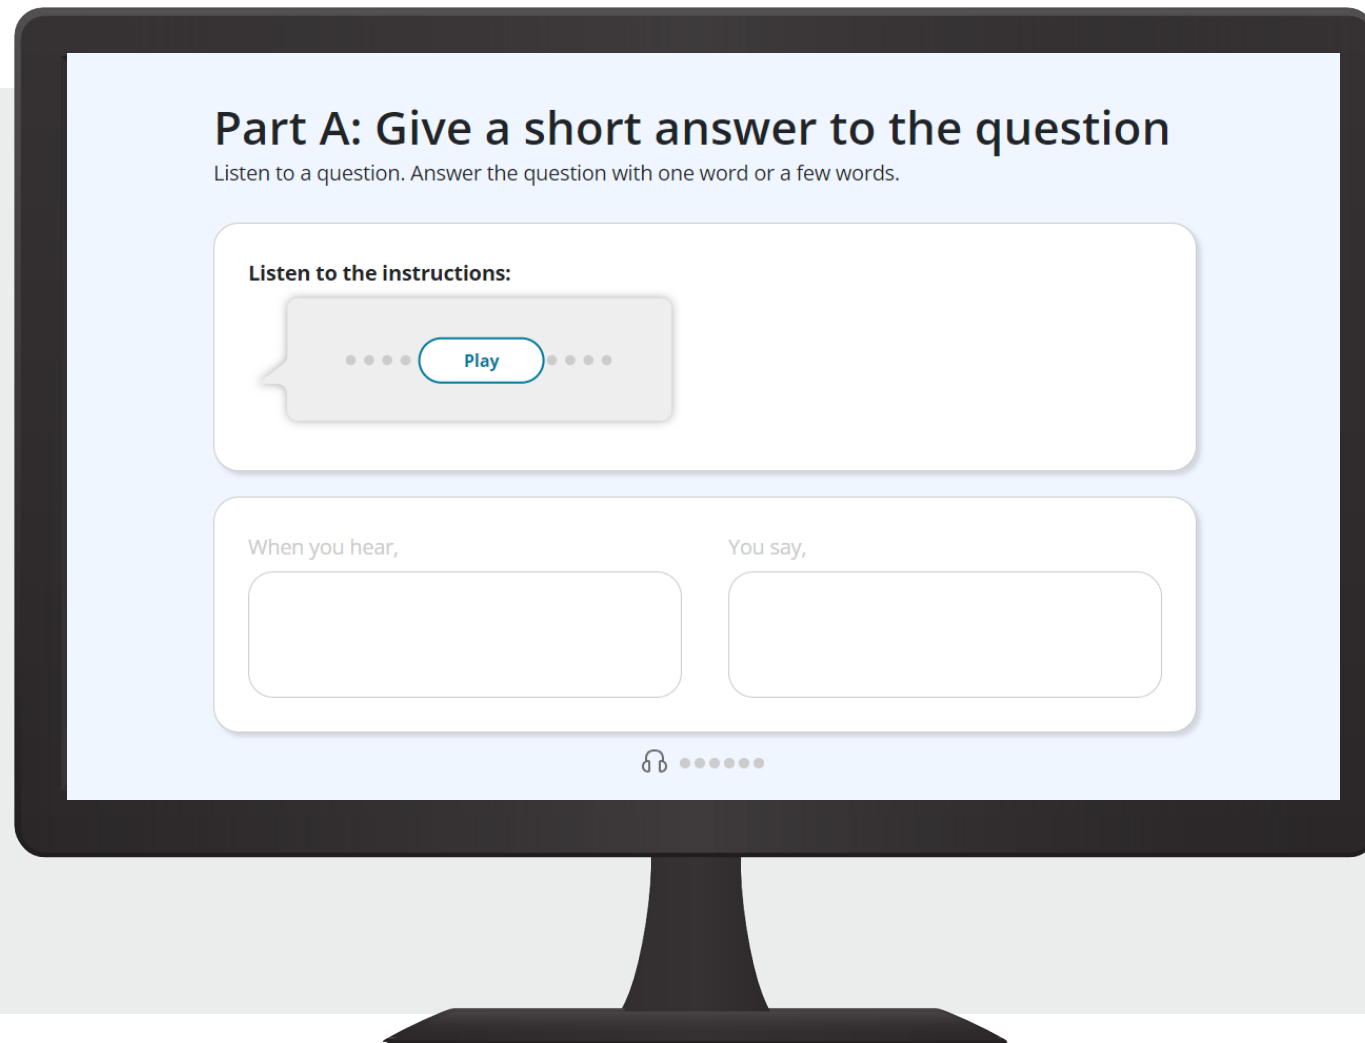 Part A: Give a short answer to the question
Listen to a question. Answer the question with one word or a few words.
Listen to the instructions:
Play
When you hear,
You say,